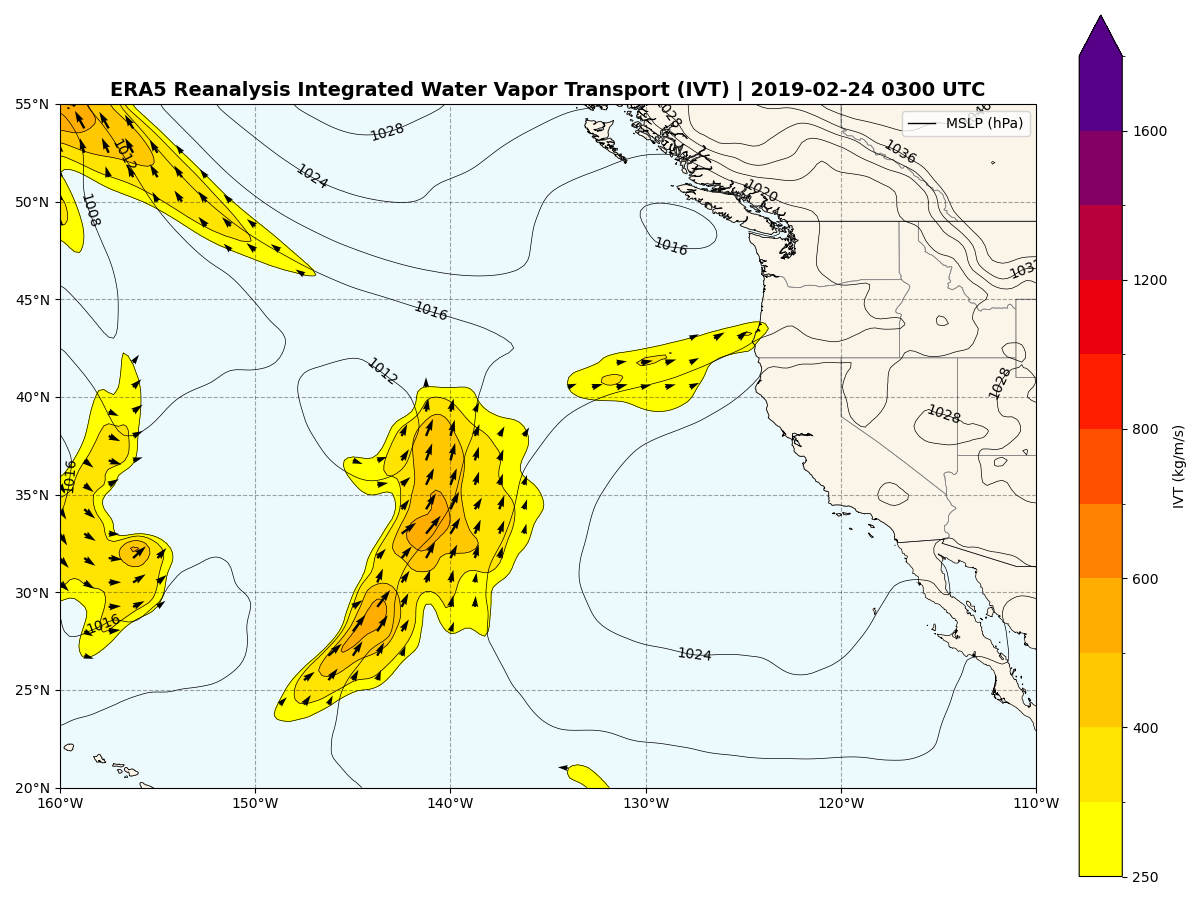 ERA5 Reanalysis Integrated Water Vapor Transport (IVT) | 2019-02-24 0300 UTC
55°N
50°N
45°N
40°N
35°N
30°N
25°N
20°N
160°W
150°W
140°W
130°W
120°W
110°W
MSLP (hPa)
1028
1028
1036
1024
1012
1020
1008
1016
1016
1012
1028
1028
1016
1016
1024
1600
1200
800
600
400
250
IVT (kg/m/s)